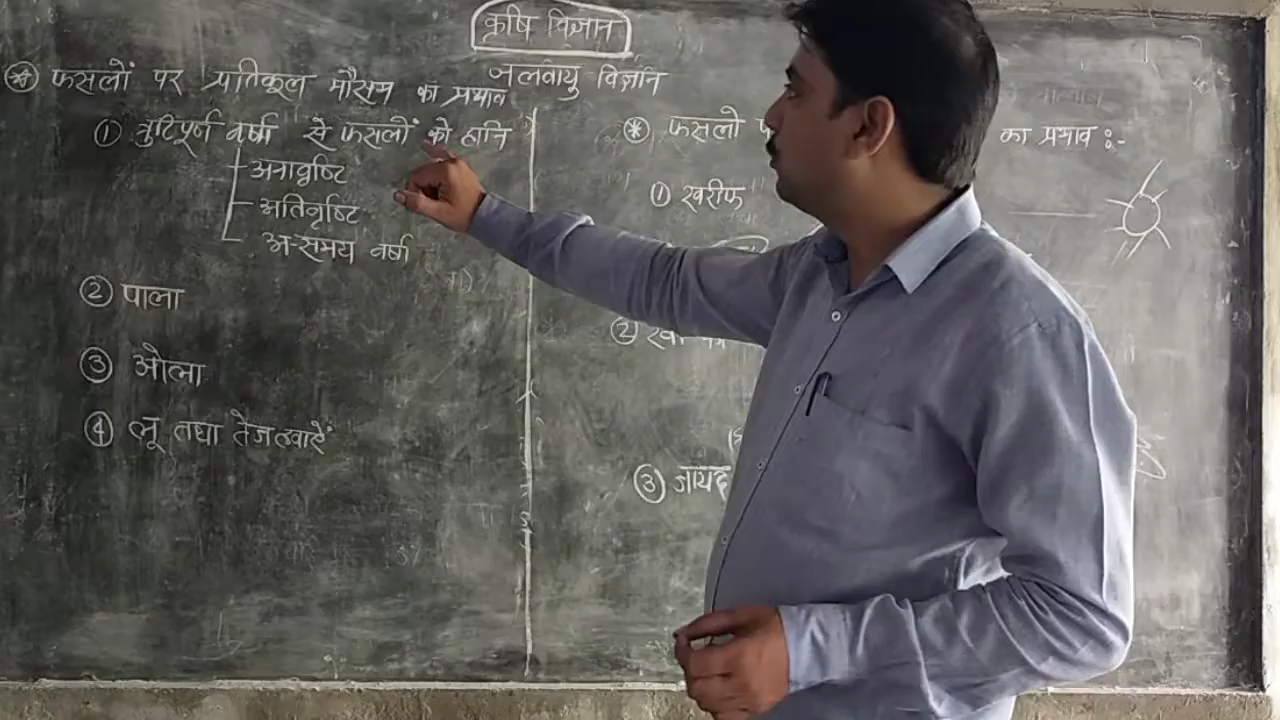 कृषि विज्ञान
जलवायु विज्ञान
* फसलों पर प्रतिकूल मौसम का प्रभाव
① त्रुटिपूर्ण वर्षा से फसलों को हानि
अनावृष्टि
अतिवृष्टि
अ-समय वर्षा
② पाला
③ ओला
④ लू तथा तेज हवाऐं
* फसलो का प्रभाव :-
① खरीफ
②
③ जायद